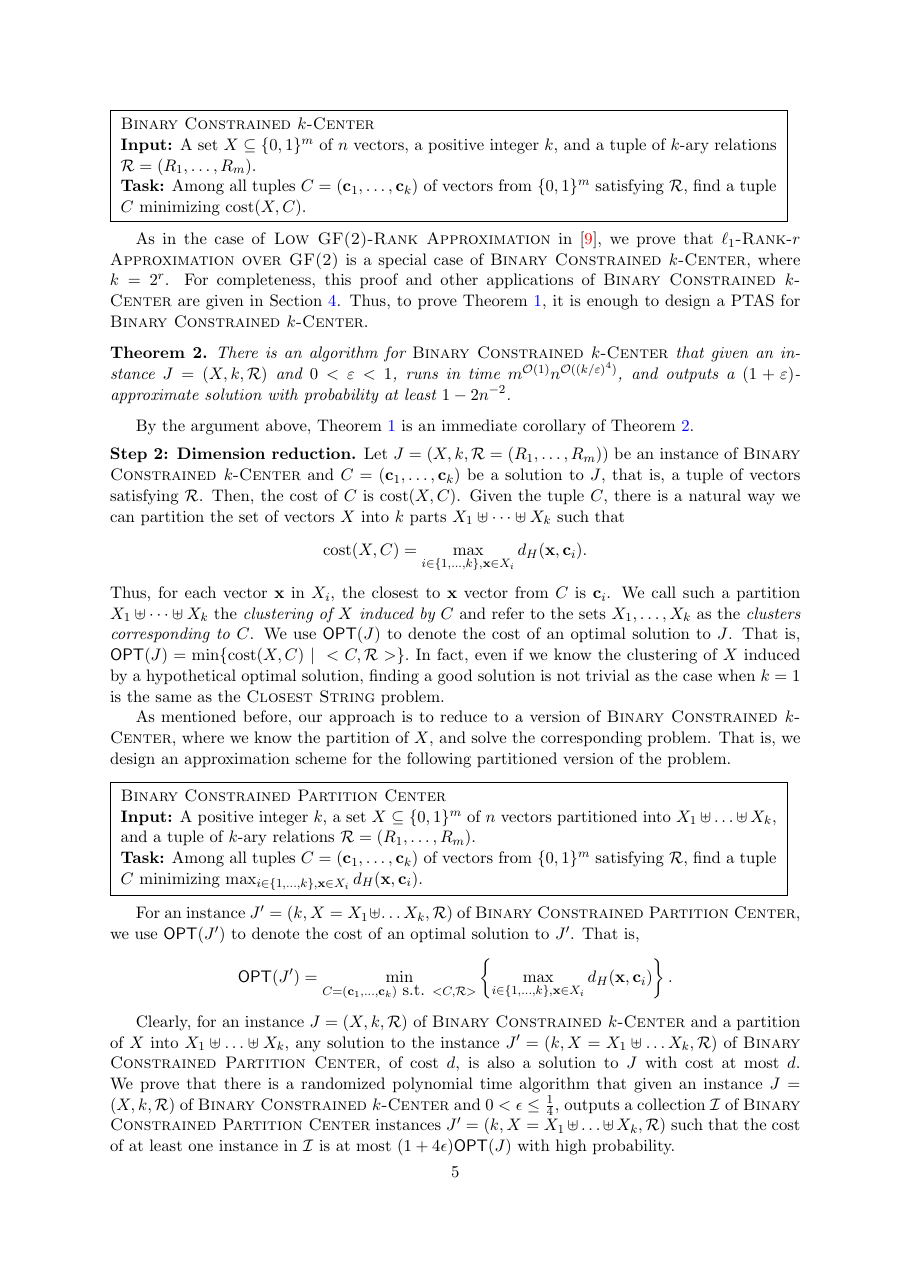 BINARY CONSTRAINED k-CENTER
Input: A set X ⊆ {0, 1}^m of n vectors, a positive integer k, and a tuple of k-ary relations
R = (R_1, . . . , R_m).
Task: Among all tuples C = (c_1, . . . , c_k) of vectors from {0, 1}^m satisfying R, find a tuple
C minimizing cost(X, C).
As in the case of LOW GF(2)-RANK APPROXIMATION in [9], we prove that ℓ_1-RANK-r
APPROXIMATION OVER GF(2) is a special case of BINARY CONSTRAINED k-CENTER, where
k = 2^r. For completeness, this proof and other applications of BINARY CONSTRAINED k-
CENTER are given in Section 4. Thus, to prove Theorem 1, it is enough to design a PTAS for
BINARY CONSTRAINED k-CENTER.
Theorem 2. There is an algorithm for BINARY CONSTRAINED k-CENTER that given an in-
stance J = (X, k, R) and 0 < ε < 1, runs in time m^{O(1)}n^{O((k/ε)^4)}, and outputs a (1 + ε)-
approximate solution with probability at least 1 − 2n^{−2}.
By the argument above, Theorem 1 is an immediate corollary of Theorem 2.
Step 2: Dimension reduction. Let J = (X, k, R = (R_1, . . . , R_m)) be an instance of BINARY
CONSTRAINED k-CENTER and C = (c_1, . . . , c_k) be a solution to J, that is, a tuple of vectors
satisfying R. Then, the cost of C is cost(X, C). Given the tuple C, there is a natural way we
can partition the set of vectors X into k parts X_1 ⊎ · · · ⊎ X_k such that
cost(X, C) = max_{i∈{1,...,k},x∈X_i} d_H(x, c_i).
Thus, for each vector x in X_i, the closest to x vector from C is c_i. We call such a partition
X_1 ⊎ · · · ⊎ X_k the clustering of X induced by C and refer to the sets X_1, . . . , X_k as the clusters
corresponding to C. We use OPT(J) to denote the cost of an optimal solution to J. That is,
OPT(J) = min{cost(X, C) | < C, R >}. In fact, even if we know the clustering of X induced
by a hypothetical optimal solution, finding a good solution is not trivial as the case when k = 1
is the same as the CLOSEST STRING problem.
As mentioned before, our approach is to reduce to a version of BINARY CONSTRAINED k-
CENTER, where we know the partition of X, and solve the corresponding problem. That is, we
design an approximation scheme for the following partitioned version of the problem.
BINARY CONSTRAINED PARTITION CENTER
Input: A positive integer k, a set X ⊆ {0, 1}^m of n vectors partitioned into X_1 ⊎ . . . ⊎ X_k,
and a tuple of k-ary relations R = (R_1, . . . , R_m).
Task: Among all tuples C = (c_1, . . . , c_k) of vectors from {0, 1}^m satisfying R, find a tuple
C minimizing max_{i∈{1,...,k},x∈X_i} d_H(x, c_i).
For an instance J′ = (k, X = X_1⊎. . . X_k, R) of BINARY CONSTRAINED PARTITION CENTER,
we use OPT(J′) to denote the cost of an optimal solution to J′. That is,
OPT(J′) = min_{C=(c_1,...,c_k) s.t. <C,R>} { max_{i∈{1,...,k},x∈X_i} d_H(x, c_i) } .
Clearly, for an instance J = (X, k, R) of BINARY CONSTRAINED k-CENTER and a partition
of X into X_1 ⊎ . . . ⊎ X_k, any solution to the instance J′ = (k, X = X_1 ⊎ . . . X_k, R) of BINARY
CONSTRAINED PARTITION CENTER, of cost d, is also a solution to J with cost at most d.
We prove that there is a randomized polynomial time algorithm that given an instance J =
(X, k, R) of BINARY CONSTRAINED k-CENTER and 0 < ϵ ≤ 1/4, outputs a collection I of BINARY
CONSTRAINED PARTITION CENTER instances J′ = (k, X = X_1 ⊎ . . . ⊎ X_k, R) such that the cost
of at least one instance in I is at most (1 + 4ϵ)OPT(J) with high probability.
5